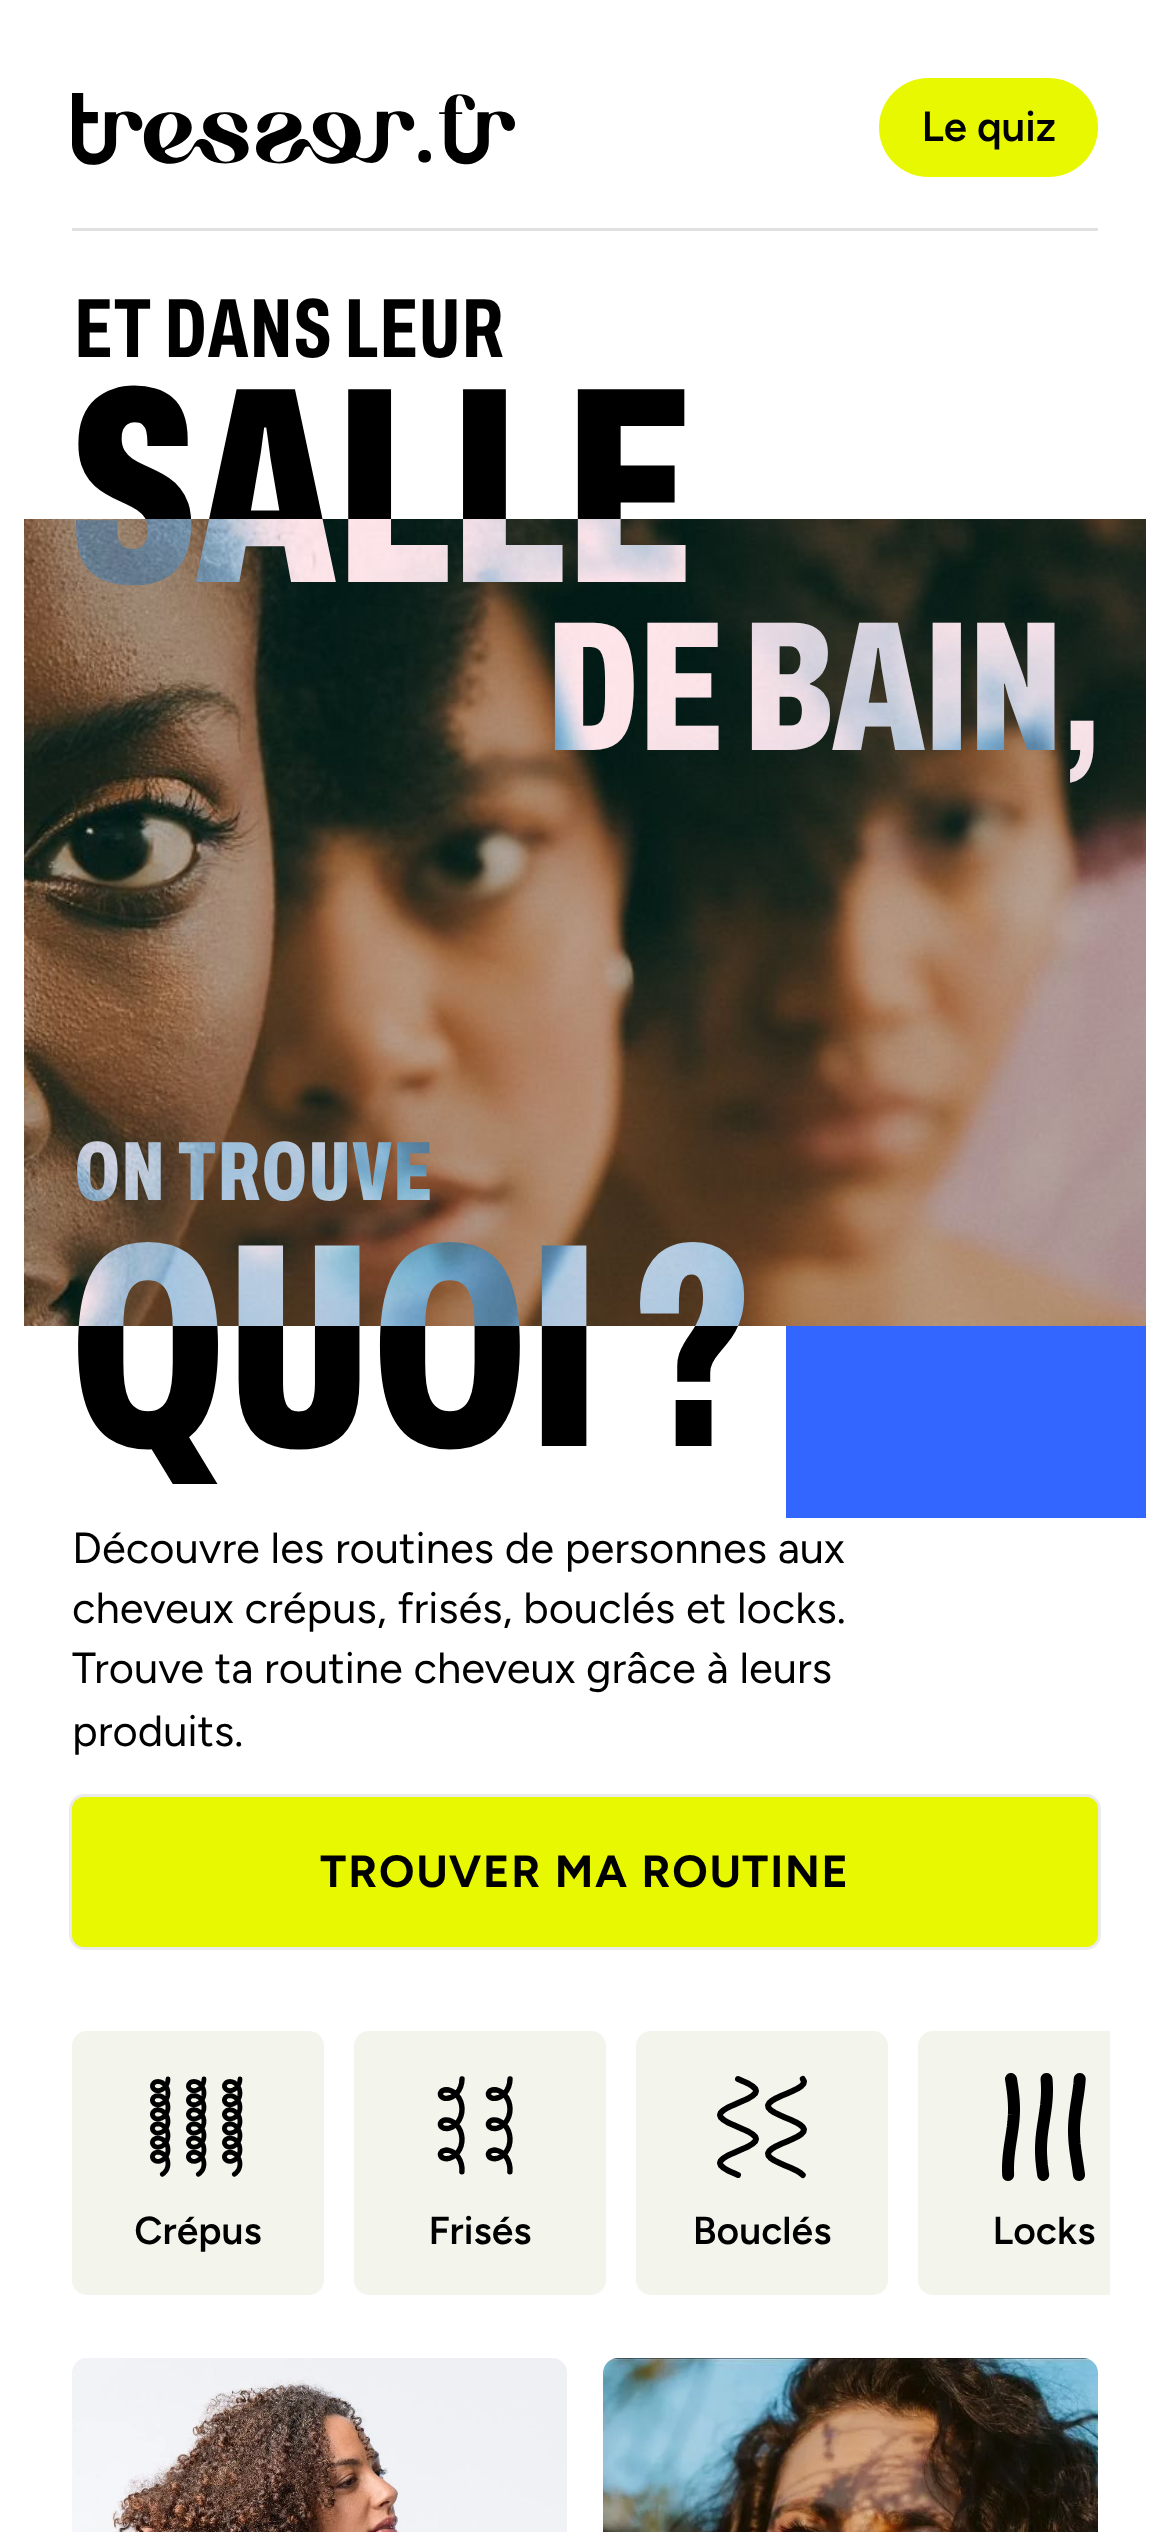 tressor.fr
Le quiz
ET DANS LEUR
SALLE
DE BAIN,
ON TROUVE
QUOI ?
Découvre les routines de personnes aux
cheveux crépus, frisés, bouclés et locks.
Trouve ta routine cheveux grâce à leurs
produits.
TROUVER MA ROUTINE
Crépus
Frisés
Bouclés
Locks